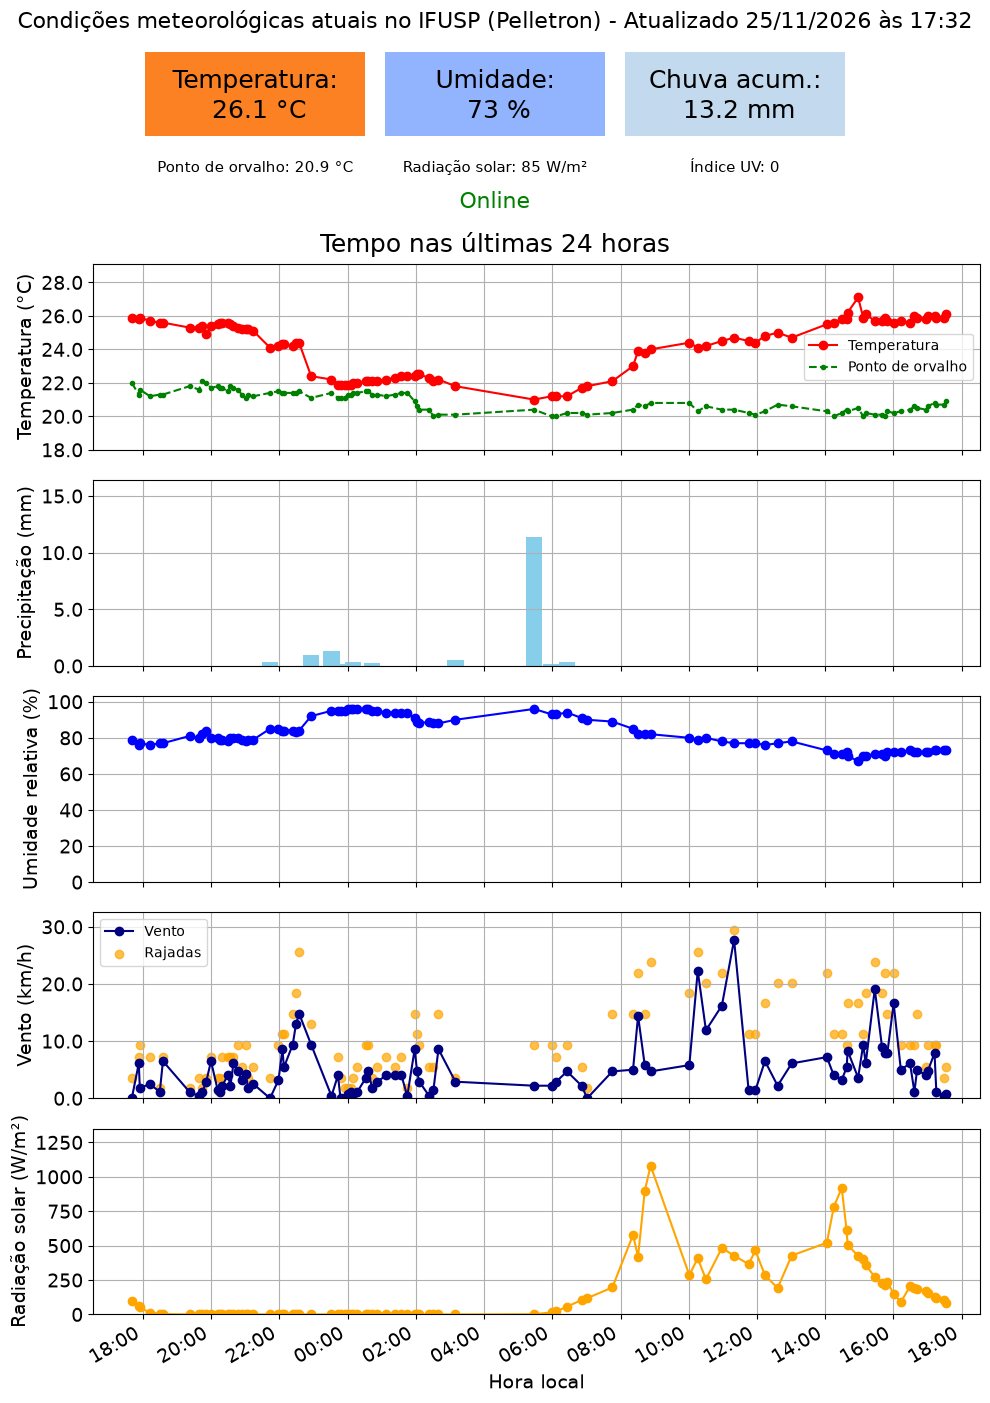 Condições meteorológicas atuais no IFUSP (Pelletron) - Atualizado 25/11/2026 às 17:32
Temperatura:
26.1 °C
Umidade:
73 %
Chuva acum.:
13.2 mm
Ponto de orvalho: 20.9 °C
Radiação solar: 85 W/m²
Índice UV: 0
Online
Tempo nas últimas 24 horas
Temperatura (°C)
28.0
26.0
24.0
22.0
20.0
18.0
Temperatura
Ponto de orvalho
Precipitação (mm)
15.0
10.0
5.0
0.0
Umidade relativa (%)
100
80
60
40
20
0
Vento (km/h)
30.0
20.0
10.0
0.0
Vento
Rajadas
Radiação solar (W/m²)
1250
1000
750
500
250
0
18:00 20:00 22:00 00:00 02:00 04:00 06:00 08:00 10:00 12:00 14:00 16:00 18:00
Hora local